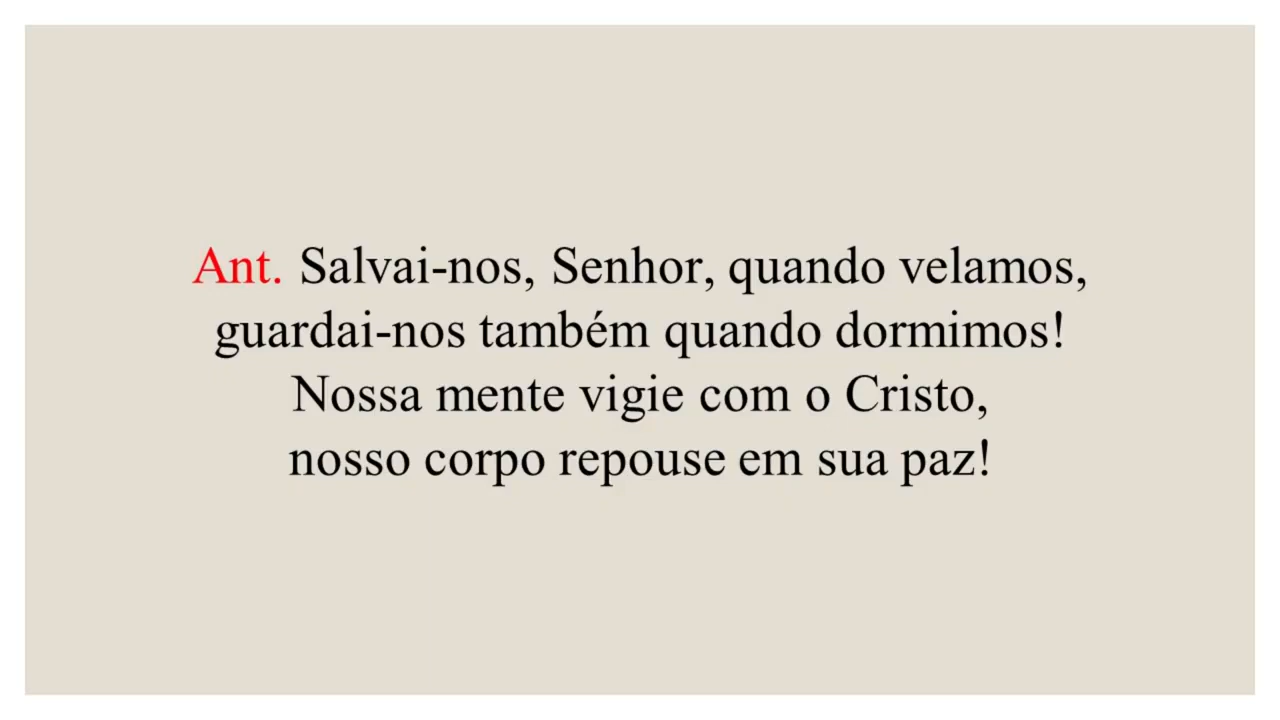 Ant. Salvai-nos, Senhor, quando velamos,
guardai-nos também quando dormimos!
Nossa mente vigie com o Cristo,
nosso corpo repouse em sua paz!